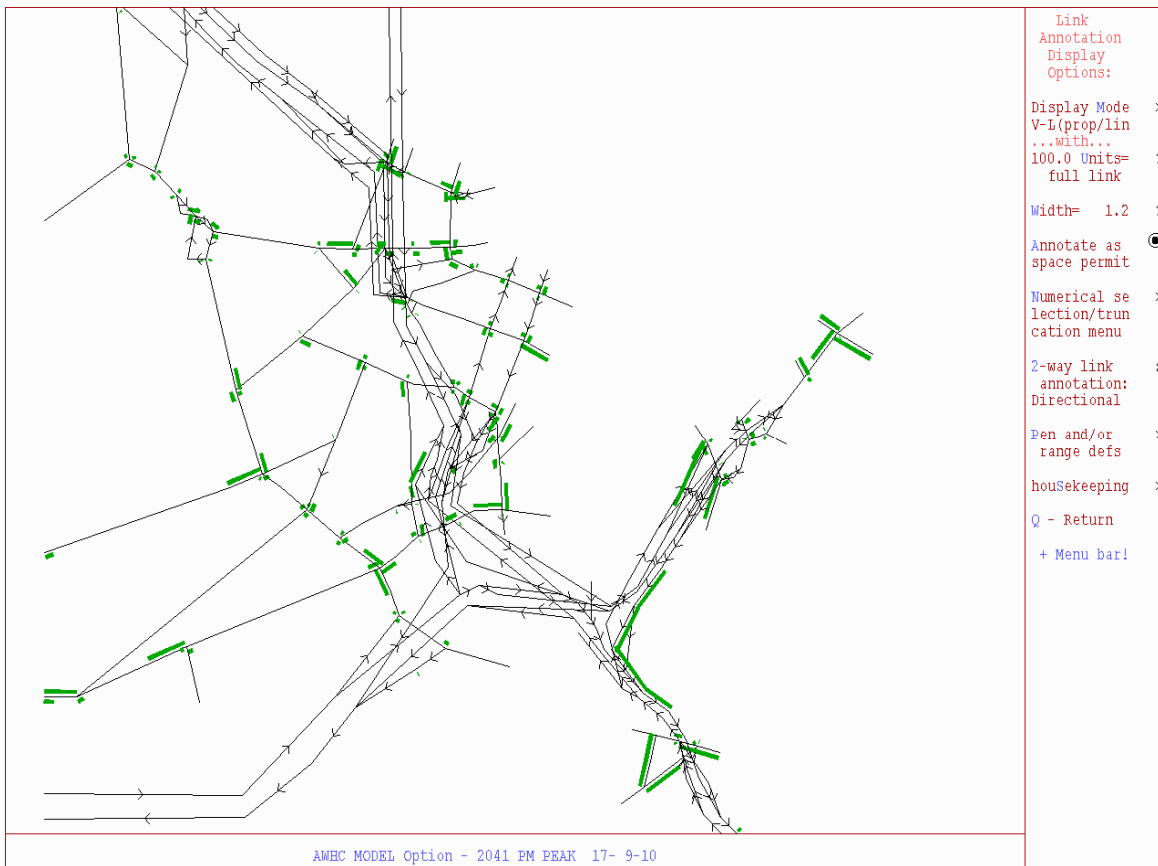 Link
Annotation
Display
Options:
Display Mode >
V-L(prop/lin
...with...
100.0 Units= ?
full link
Width= 1.2 ?
Annotate as
space permit
Numerical se >
lection/trun
cation menu
2-way link
annotation:
Directional
Pen and/or >
range defs
houSekeeping >
Q - Return
+ Menu bar!
AWHC MODEL Option - 2041 PM PEAK 17- 9-10